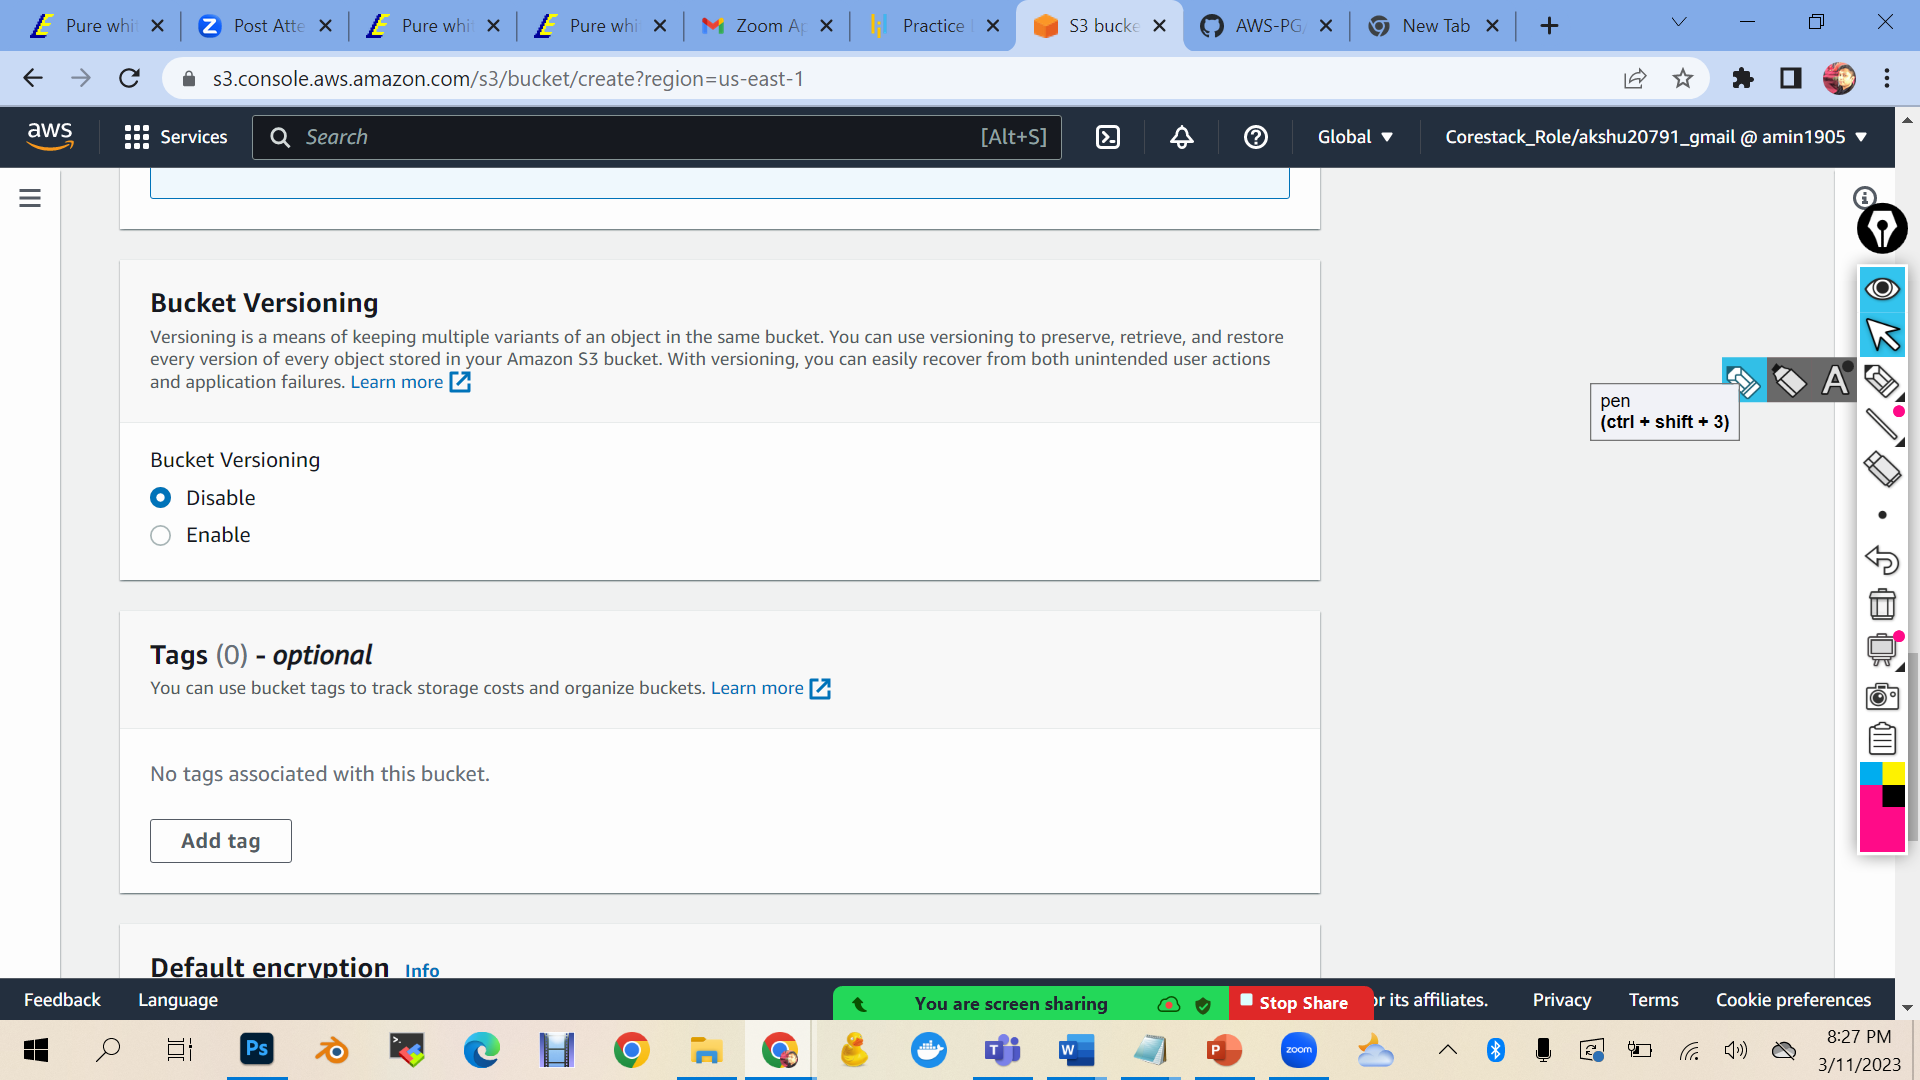 Pure whi
Post Atte
Pure whi
Pure whi
Zoom Ap
Practice
S3 bucke
AWS-PG/
New Tab
s3.console.aws.amazon.com/s3/bucket/create?region=us-east-1
aws
Services
Search
[Alt+S]
Global
Corestack_Role/akshu20791_gmail @ amin1905
Bucket Versioning
Versioning is a means of keeping multiple variants of an object in the same bucket. You can use versioning to preserve, retrieve, and restore
every version of every object stored in your Amazon S3 bucket. With versioning, you can easily recover from both unintended user actions
and application failures. Learn more
pen
(ctrl + shift + 3)
A
Bucket Versioning
Disable
Enable
Tags (0) - optional
You can use bucket tags to track storage costs and organize buckets. Learn more
No tags associated with this bucket.
Add tag
Default encryption Info
Feedback
Language
You are screen sharing
Stop Share
or its affiliates.
Privacy
Terms
Cookie preferences
Ps
W
P
zoom
8:27 PM
3/11/2023